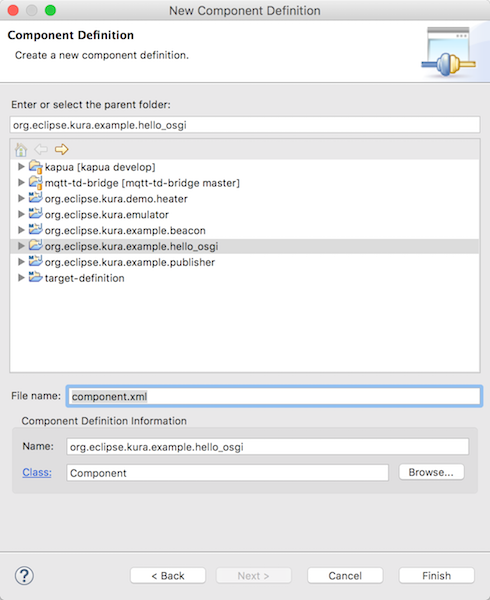 New Component Definition
Component Definition
Create a new component definition.
Enter or select the parent folder:
org.eclipse.kura.example.hello_osgi
kapua [kapua develop]
mqtt-td-bridge [mqtt-td-bridge master]
org.eclipse.kura.demo.heater
org.eclipse.kura.emulator
org.eclipse.kura.example.beacon
org.eclipse.kura.example.hello_osgi
org.eclipse.kura.example.publisher
target-definition
File name: component.xml
Component Definition Information
Name: org.eclipse.kura.example.hello_osgi
Class: Component Browse...
? < Back Next > Cancel Finish